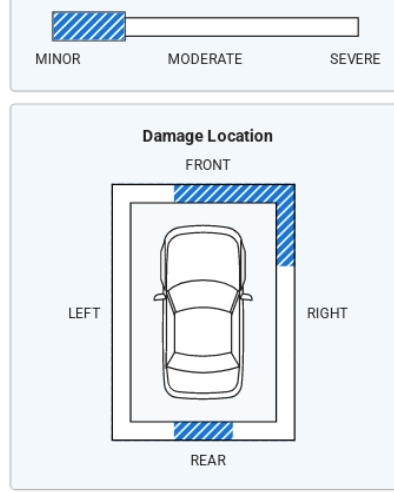 MINOR MODERATE SEVERE
Damage Location
FRONT
LEFT RIGHT
REAR